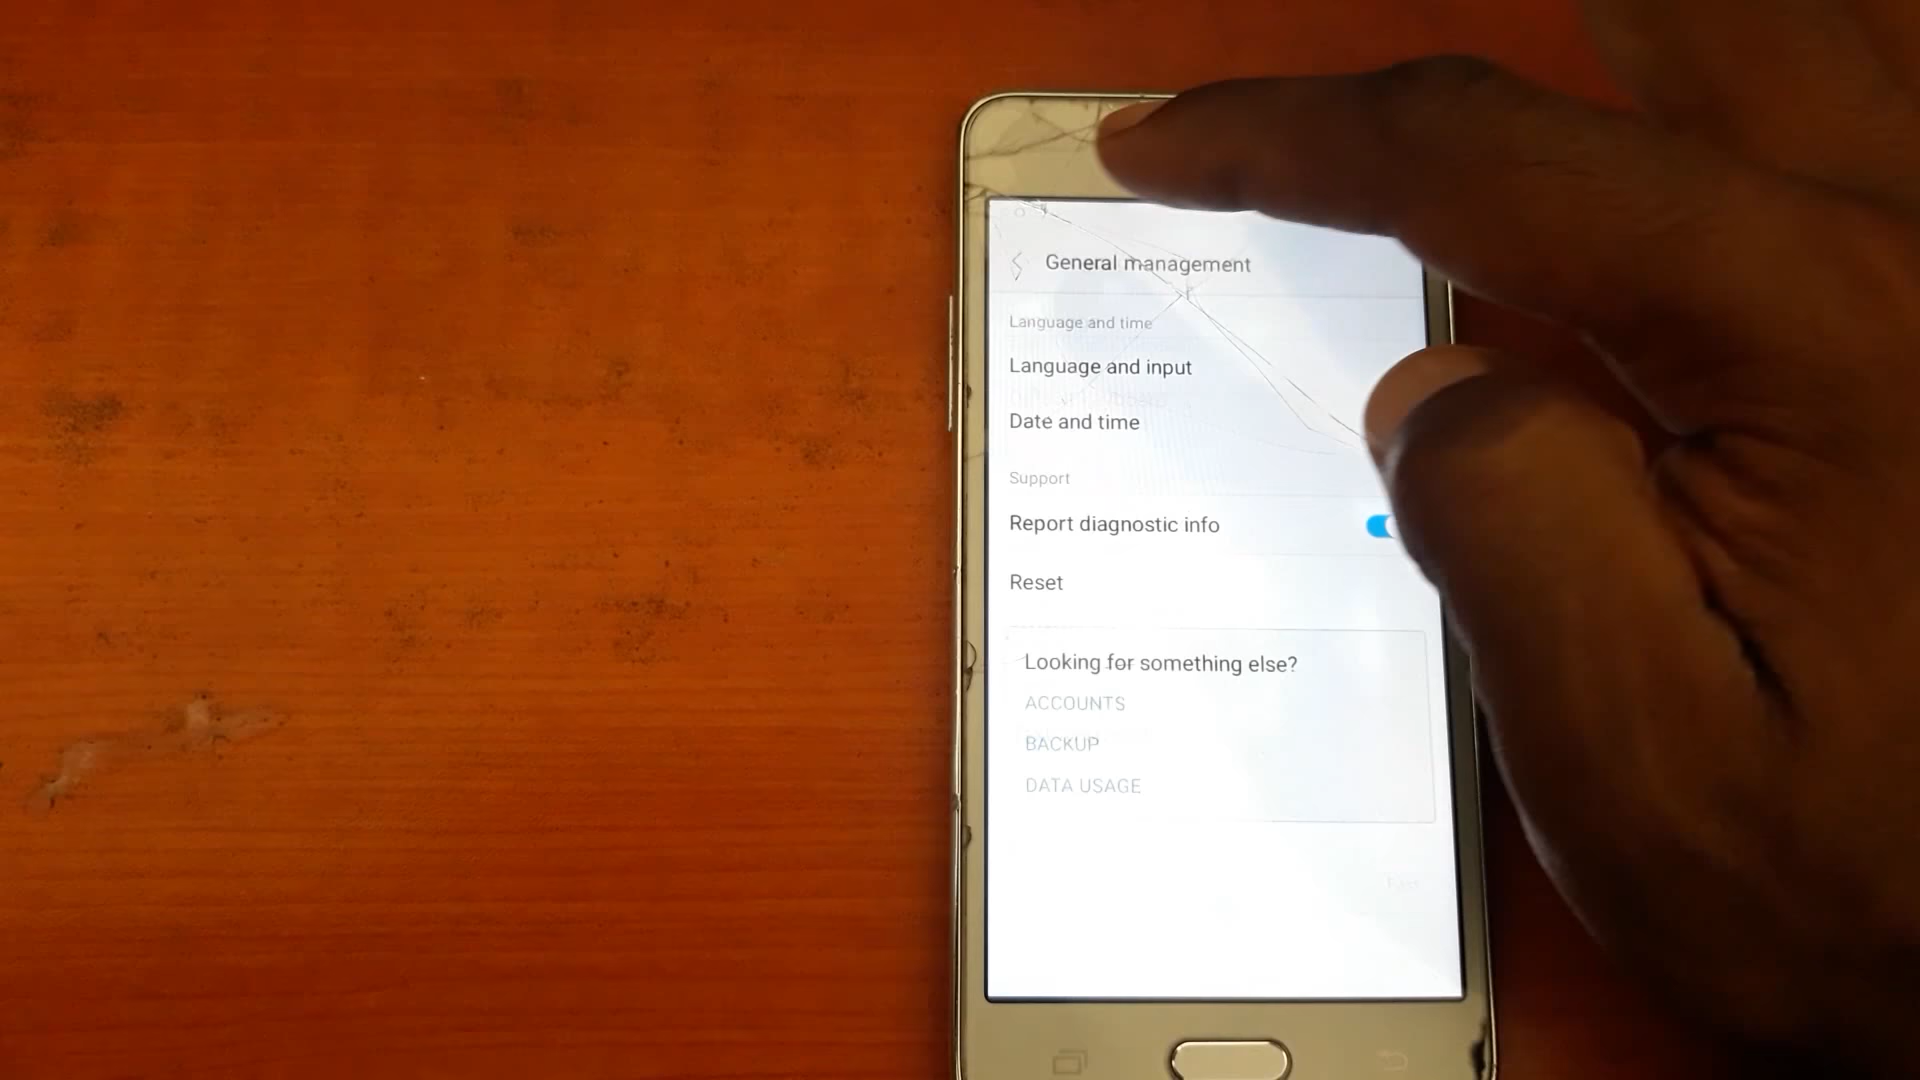 General management
Language and time
Language and input
Date and time
Support
Report diagnostic info
Reset
Looking for something else?
ACCOUNTS
BACKUP
DATA USAGE